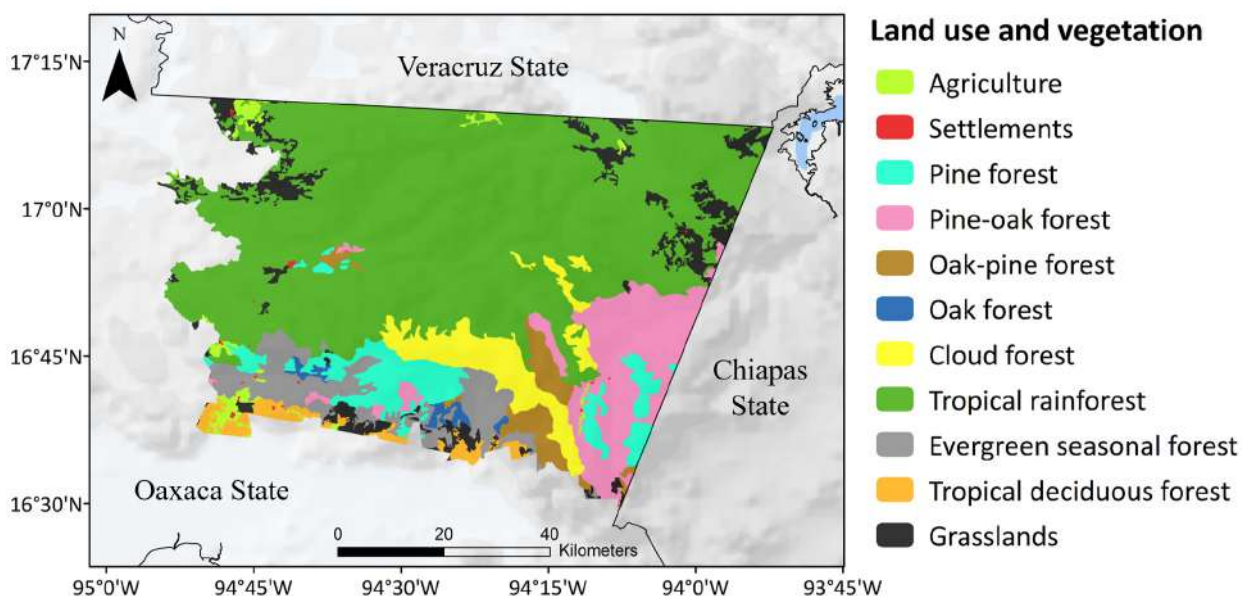 N
17°15'N
17°0'N
16°45'N
16°30'N
Veracruz State
Chiapas
State
Oaxaca State
0 20 40
Kilometers
95°0'W 94°45'W 94°30'W 94°15'W 94°0'W 93°45'W
Land use and vegetation
Agriculture
Settlements
Pine forest
Pine-oak forest
Oak-pine forest
Oak forest
Cloud forest
Tropical rainforest
Evergreen seasonal forest
Tropical deciduous forest
Grasslands